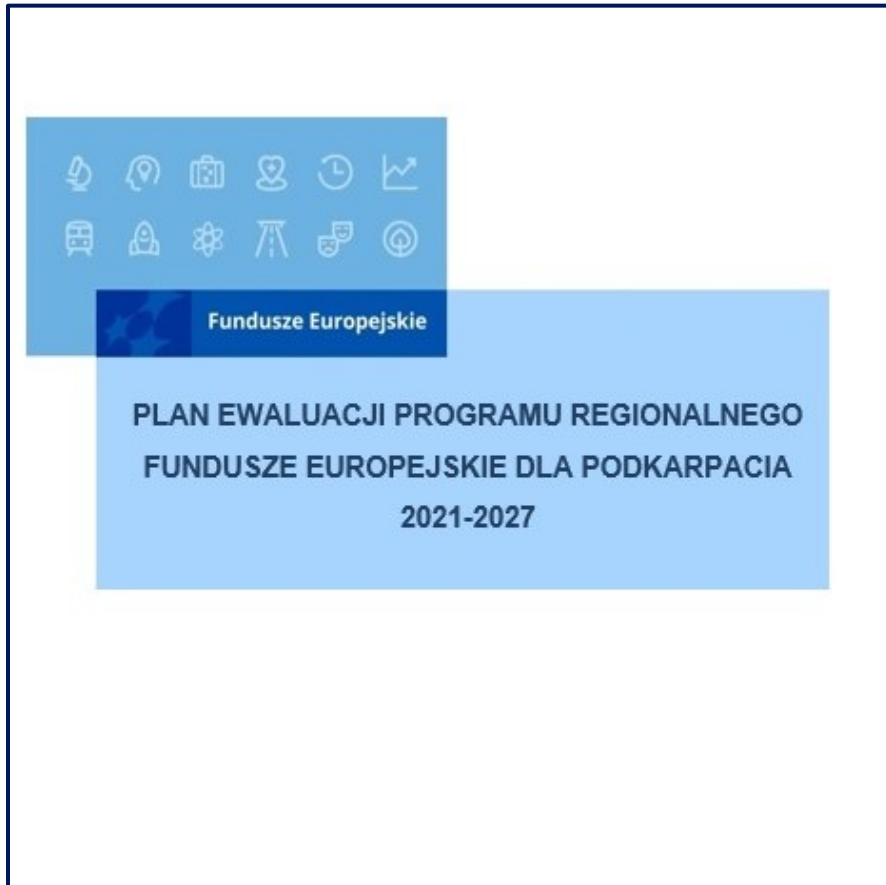 Fundusze Europejskie
PLAN EWALUACJI PROGRAMU REGIONALNEGO
FUNDUSZE EUROPEJSKIE DLA PODKARPACIA
2021-2027